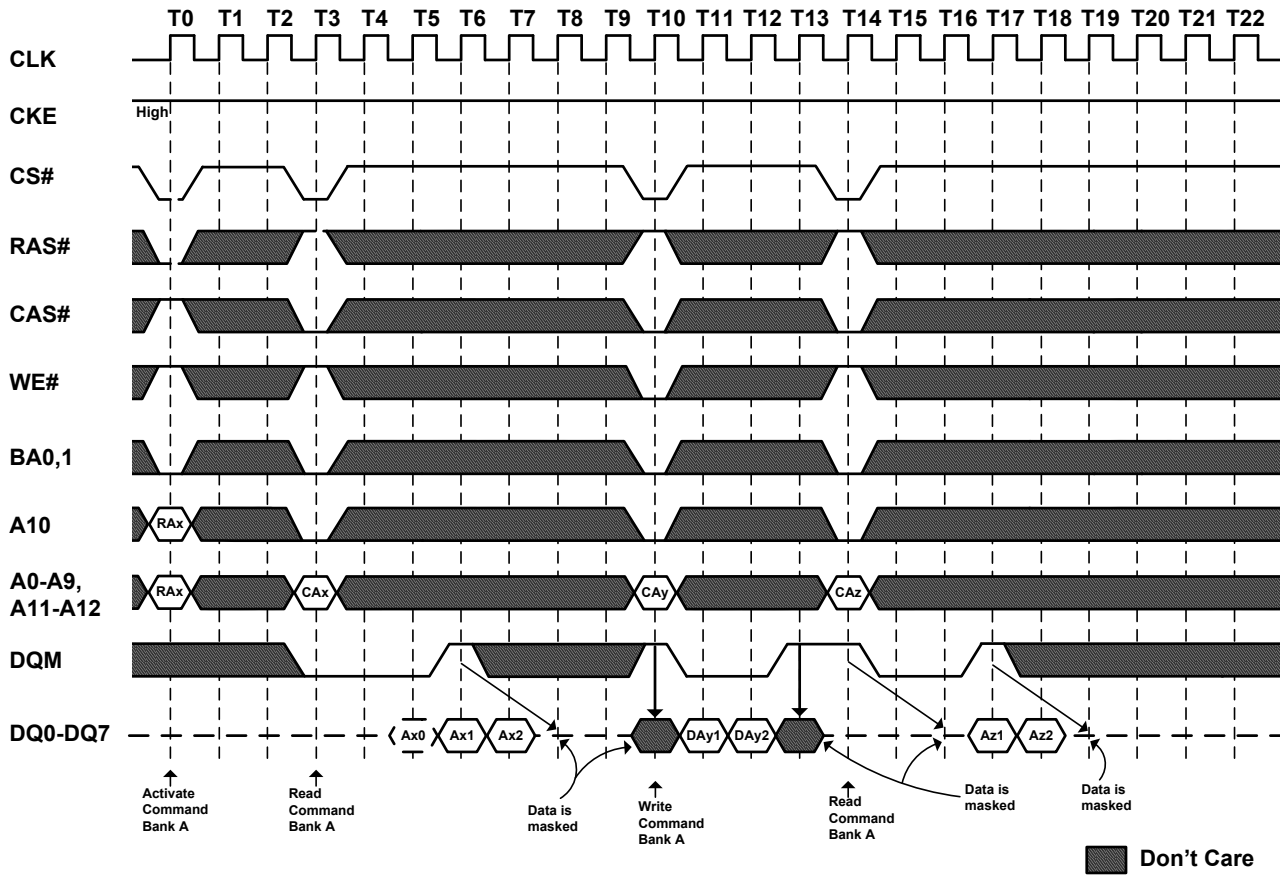 T0 T1 T2 T3 T4 T5 T6 T7 T8 T9 T10 T11 T12 T13 T14 T15 T16 T17 T18 T19 T20 T21 T22
CLK
CKE
High
CS#
RAS#
CAS#
WE#
BA0,1
A10
RAx
A0-A9,
A11-A12
RAx CAx CAy CAz
DQM
DQ0-DQ7
Ax0 Ax1 Ax2 DAy1 DAy2 Az1 Az2
Activate
Command
Bank A
Read
Command
Bank A
Data is
masked
Write
Command
Bank A
Read
Command
Bank A
Data is
masked
Data is
masked
Don't Care